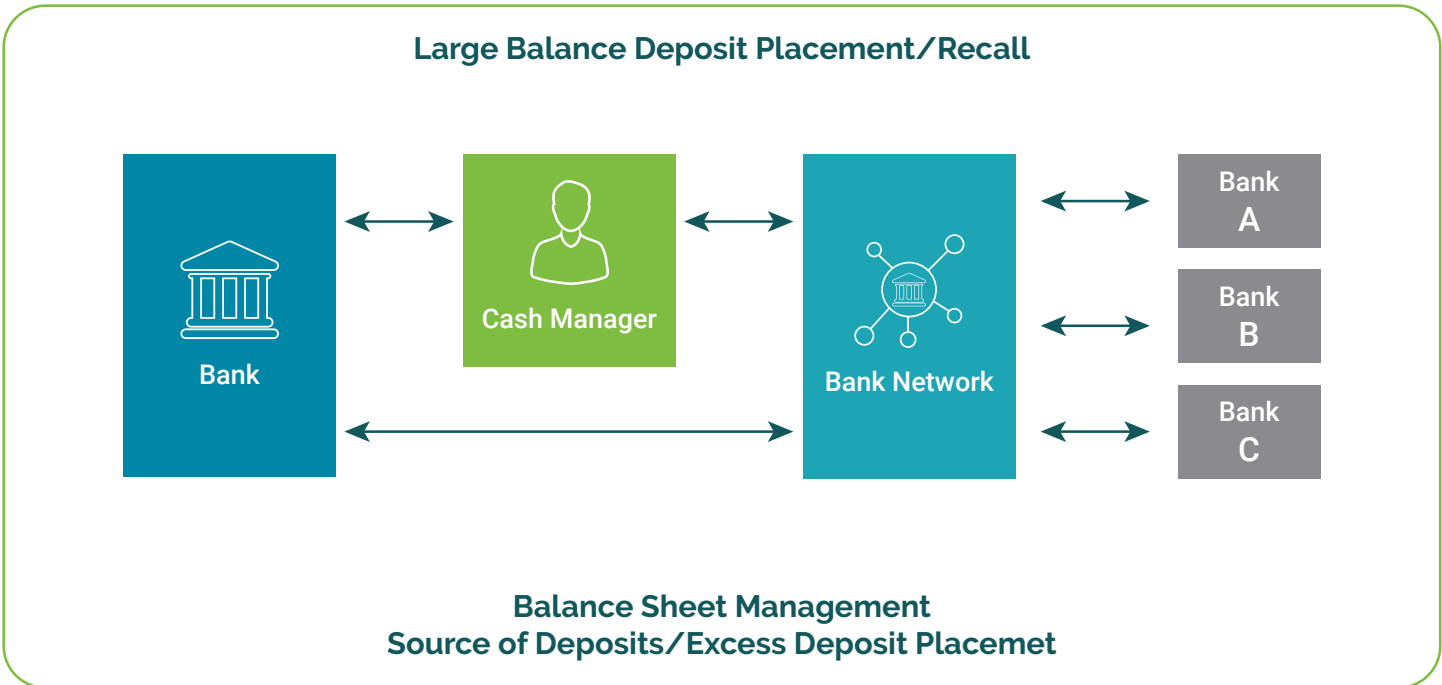 Large Balance Deposit Placement/Recall
Bank
Cash Manager
Bank Network
Bank
A
Bank
B
Bank
C
Balance Sheet Management
Source of Deposits/Excess Deposit Placemet